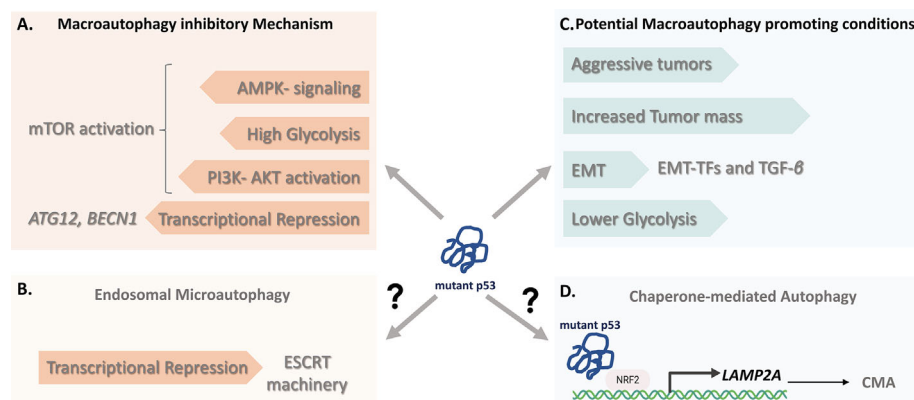 A. Macroautophagy inhibitory Mechanism
AMPK- signaling
mTOR activation
High Glycolysis
PI3K- AKT activation
ATG12, BECN1
Transcriptional Repression
C. Potential Macroautophagy promoting conditions
Aggressive tumors
Increased Tumor mass
EMT
EMT-TFs and TGF-β
Lower Glycolysis
mutant p53
?
?
B.
Endosomal Microautophagy
Transcriptional Repression
ESCRT
machinery
D.
Chaperone-mediated Autophagy
mutant p53
NRF2
LAMP2A
CMA